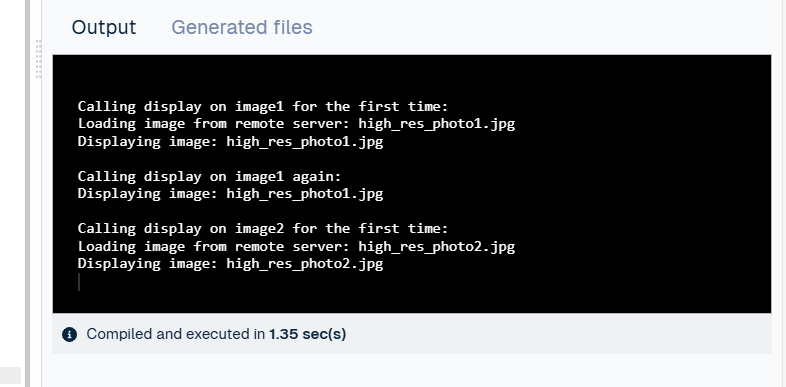 Output Generated files
Calling display on image1 for the first time:
Loading image from remote server: high_res_photo1.jpg
Displaying image: high_res_photo1.jpg
Calling display on image1 again:
Displaying image: high_res_photo1.jpg
Calling display on image2 for the first time:
Loading image from remote server: high_res_photo2.jpg
Displaying image: high_res_photo2.jpg
Compiled and executed in 1.35 sec(s)